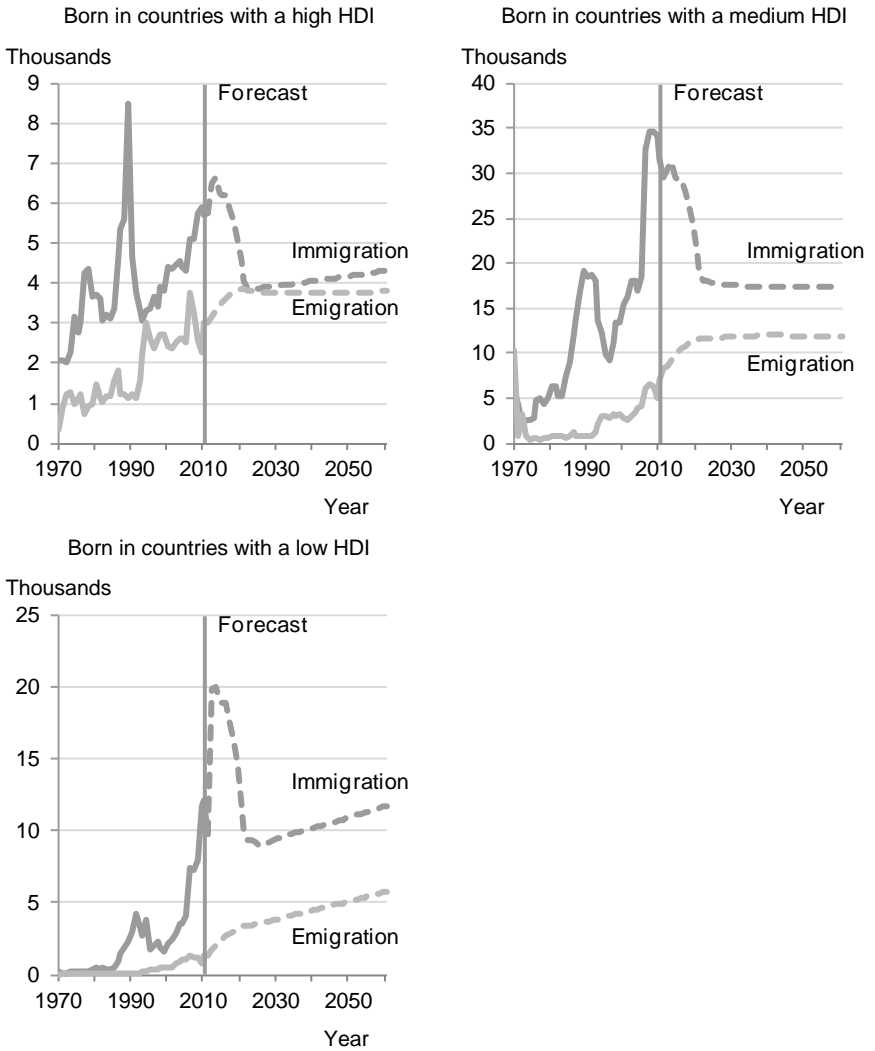 Born in countries with a high HDI
Thousands
9
8
7
6
5
4
3
2
1
0
Forecast
Immigration
Emigration
1970 1990 2010 2030 2050
Year
Born in countries with a medium HDI
Thousands
40
35
30
25
20
15
10
5
0
Forecast
Immigration
Emigration
1970 1990 2010 2030 2050
Year
Born in countries with a low HDI
Thousands
25
20
15
10
5
0
Forecast
Immigration
Emigration
1970 1990 2010 2030 2050
Year